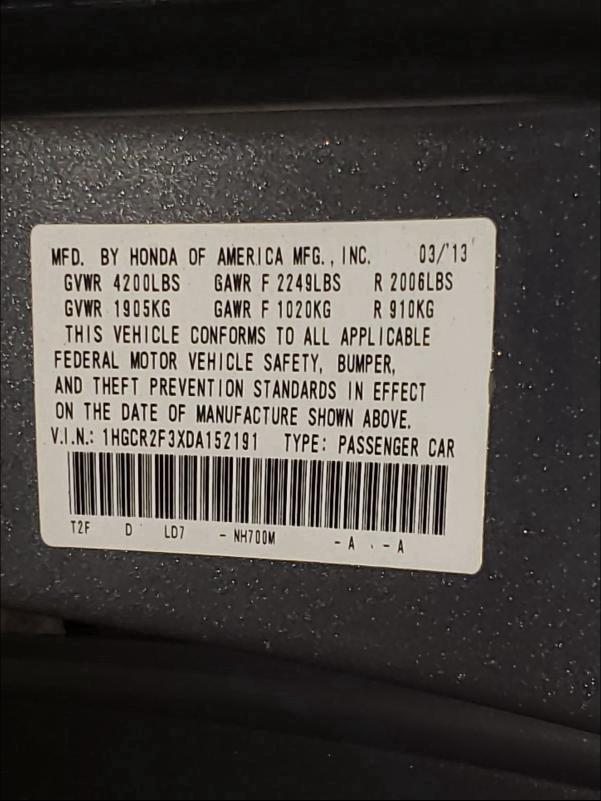 MFD. BY HONDA OF AMERICA MFG., INC. 03/'13
GVWR 4200LBS GAWR F 2249LBS R 2006LBS
GVWR 1905KG GAWR F 1020KG R 910KG
THIS VEHICLE CONFORMS TO ALL APPLICABLE
FEDERAL MOTOR VEHICLE SAFETY, BUMPER,
AND THEFT PREVENTION STANDARDS IN EFFECT
ON THE DATE OF MANUFACTURE SHOWN ABOVE.
V.I.N.: 1HGCR2F3XDA152191 TYPE: PASSENGER CAR
T2F D LD7 - NH700M - A . - A